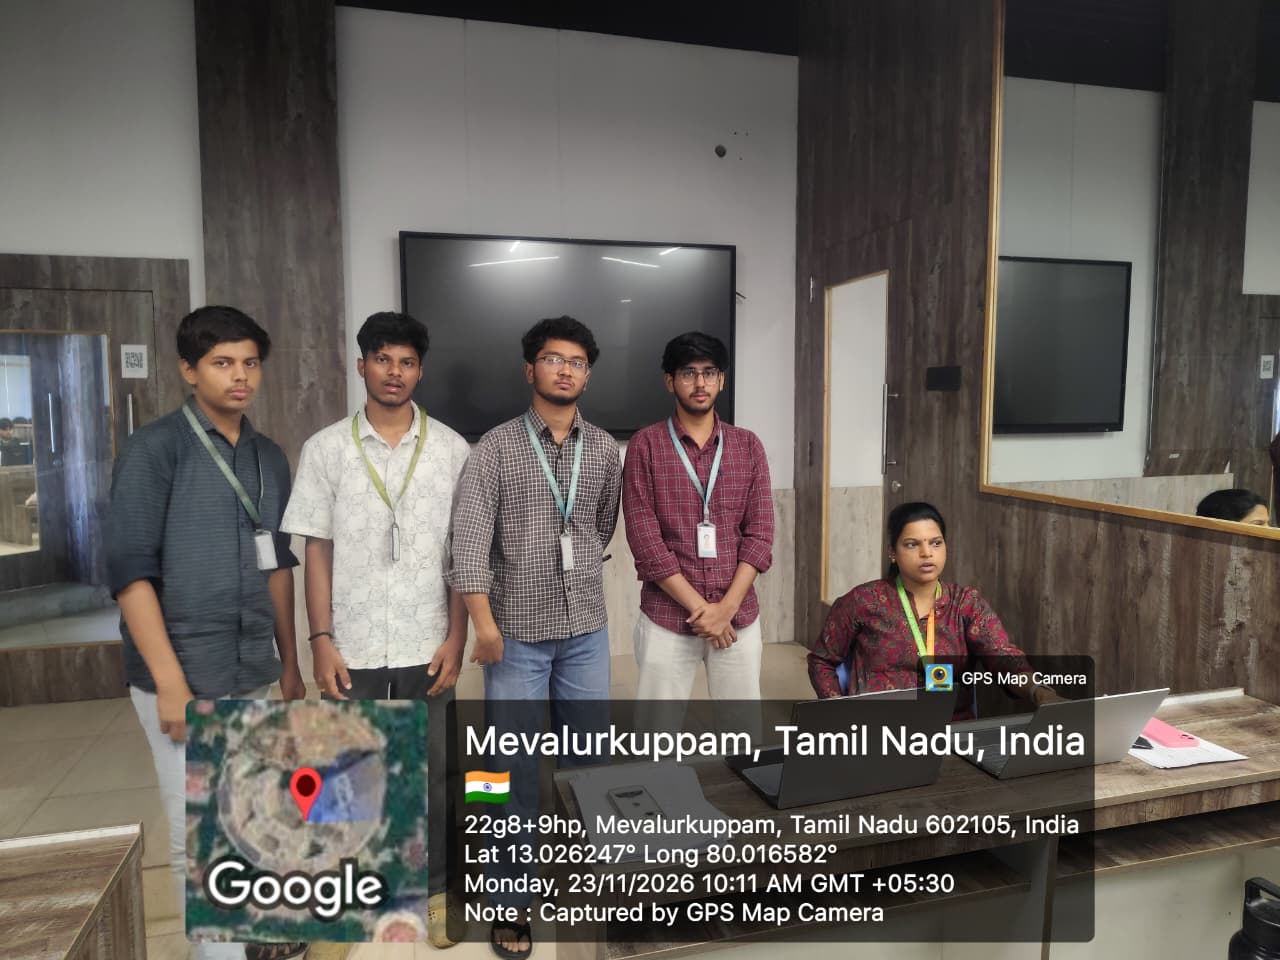 GPS Map Camera
Mevalurkuppam, Tamil Nadu, India
22g8+9hp, Mevalurkuppam, Tamil Nadu 602105, India
Lat 13.026247° Long 80.016582°
Monday, 23/11/2026 10:11 AM GMT +05:30
Note : Captured by GPS Map Camera
Google